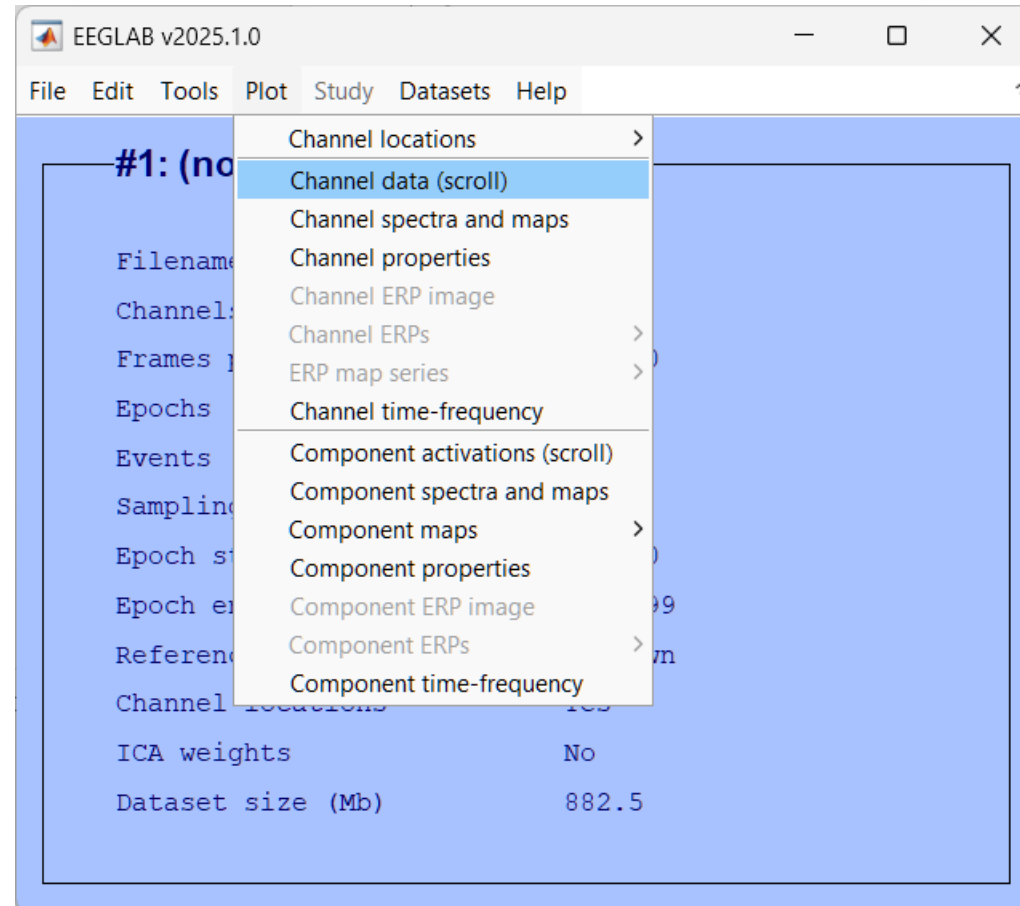 EEGLAB v2025.1.0
File Edit Tools Plot Study Datasets Help
#1: (no
Channel locations
Channel data (scroll)
Channel spectra and maps
Filename
Channel properties
Channel ERP image
Channels
Channel ERPs
Frames
ERP map series
Epochs
Channel time-frequency
Events
Component activations (scroll)
Component spectra and maps
Sampling
Component maps
Epoch
Component properties
Epoch
Component ERP image
99
Component ERPs
Component time-frequency
Channel locations
ICA weights No
Dataset size (Mb) 882.5